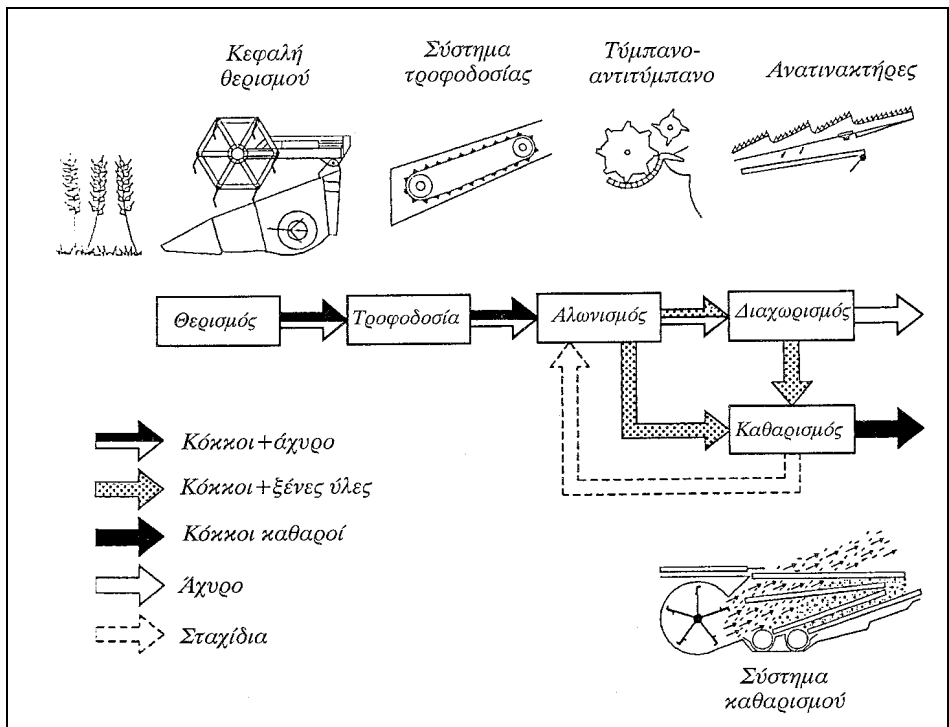 Κεφαλή
θερισμού
Σύστημα
τροφοδοσίας
Τύμπανο-
αντιτύμπανο
Ανατινακτήρες
Θερισμός
Τροφοδοσία
Αλωνισμός
Διαχωρισμός
Καθαρισμός
Κόκκοι+άχυρο
Κόκκοι+ξένες ύλες
Κόκκοι καθαροί
Άχυρο
Σταχίδια
Σύστημα
καθαρισμού